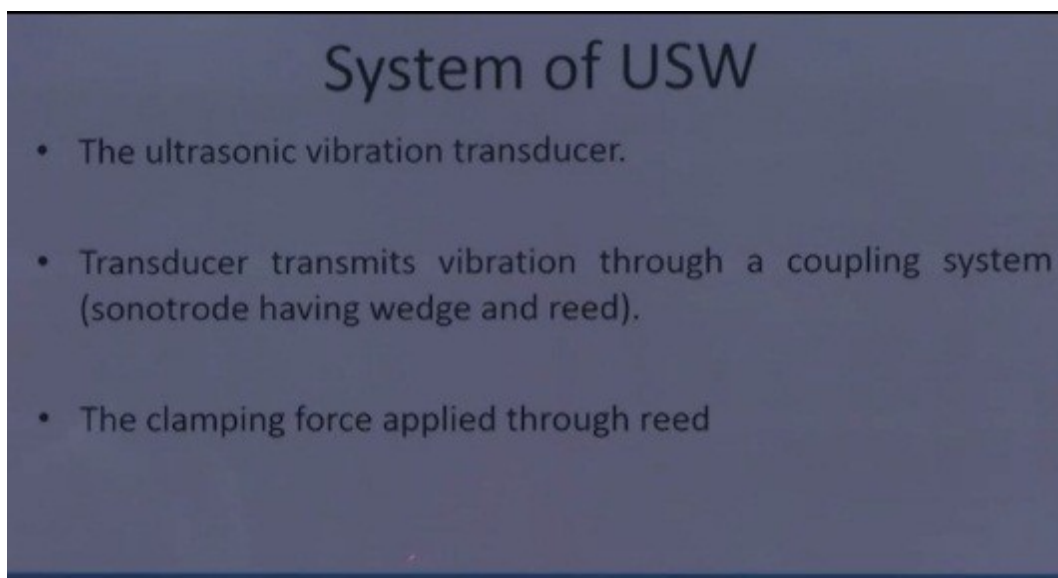 System of USW
• The ultrasonic vibration transducer.
• Transducer transmits vibration through a coupling system
(sonotrode having wedge and reed).
• The clamping force applied through reed